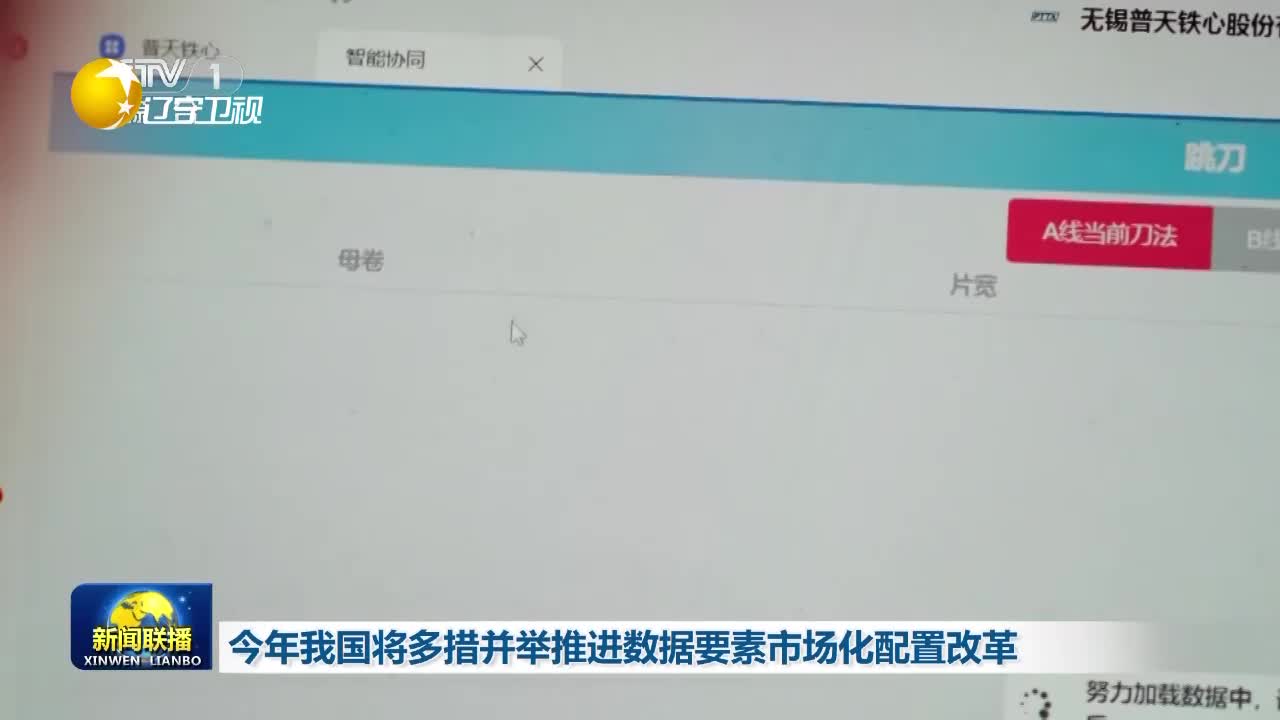 无锡普天铁心股份
普天铁心
智能协同
辽宁卫视
跳刀
A线当前刀法
B线
母卷
片宽
新闻联播
XINWEN LIANBO
今年我国将多措并举推进数据要素市场化配置改革
努力加载数据中,